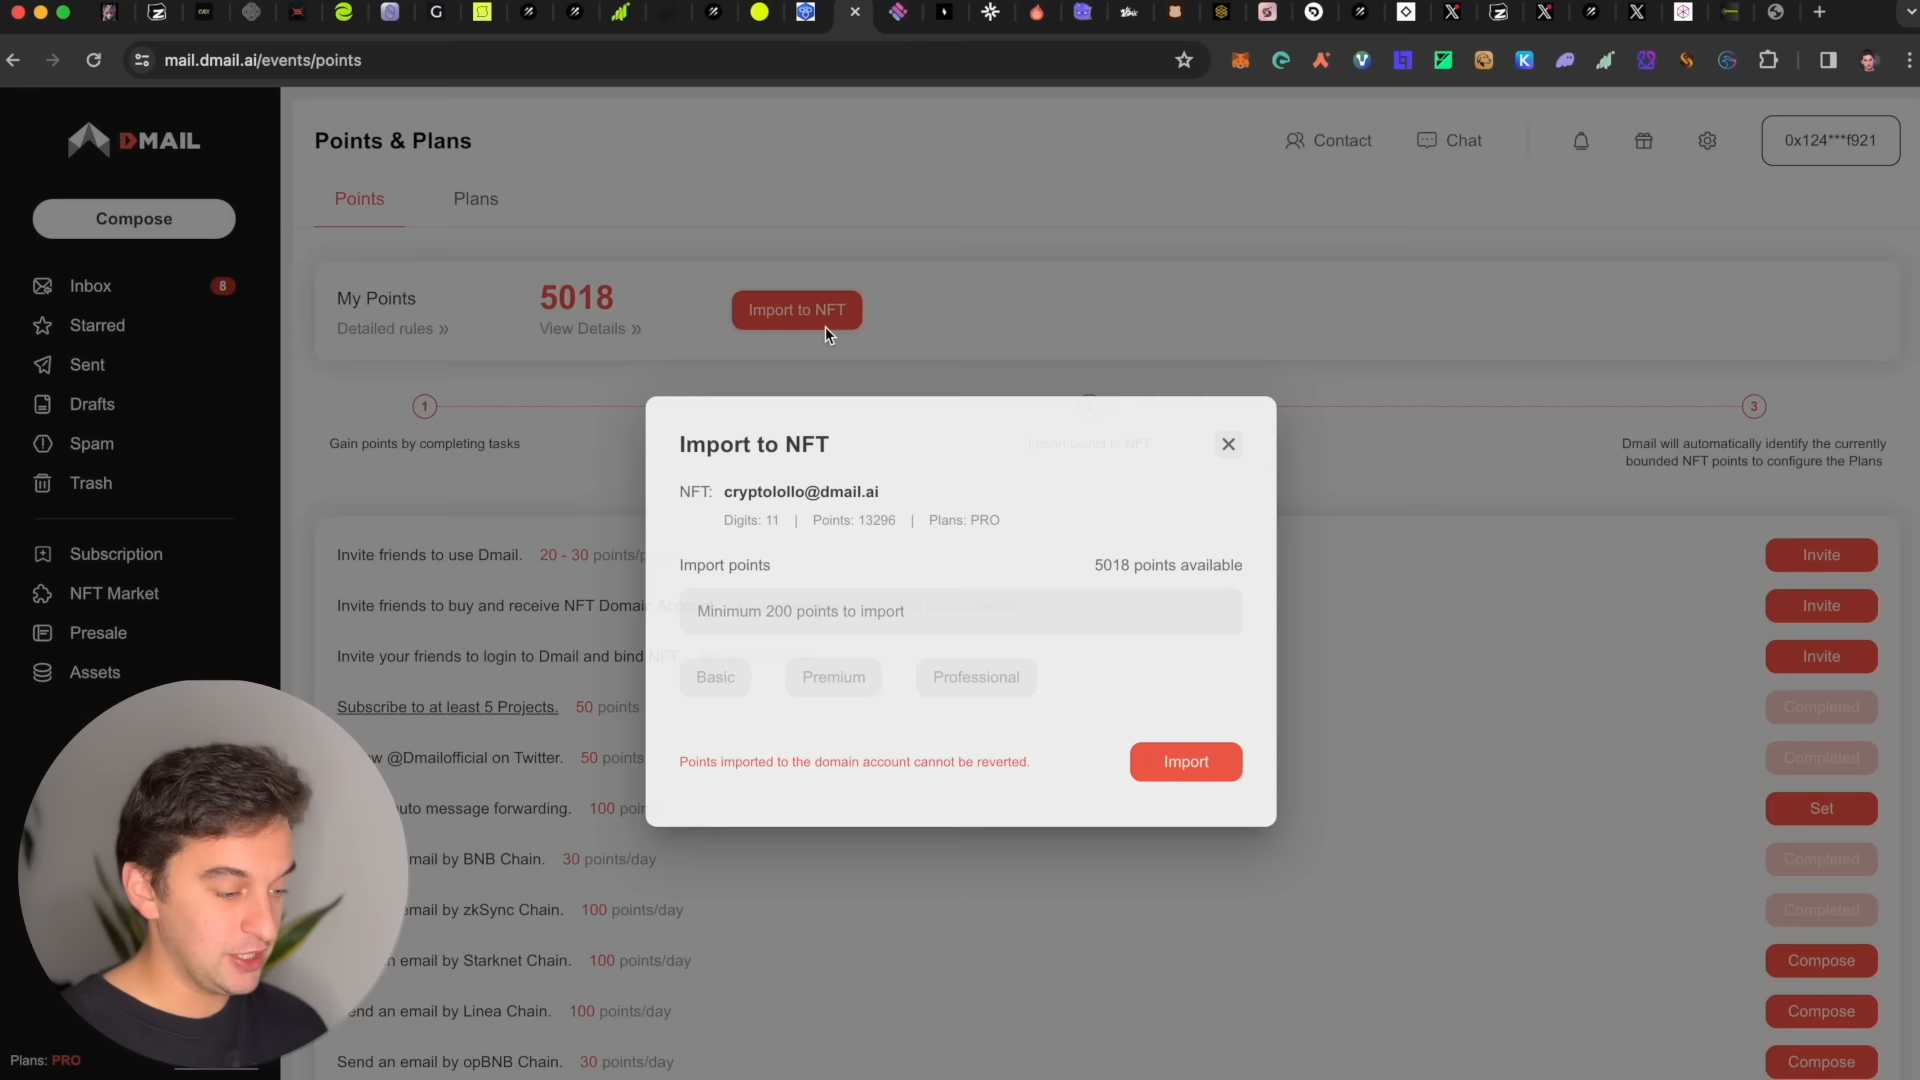 mail.dmail.ai/events/points
DMAIL
Points & Plans
Contact
Chat
0x124***f921
Points
Plans
Compose
Inbox
8
Starred
Sent
Drafts
Spam
Trash
Subscription
NFT Market
Presale
Assets
Plans: PRO
My Points
5018
Import to NFT
Detailed rules »
View Details »
1
3
Gain points by completing tasks
Import points to NFT
Dmail will automatically identify the currently
bounded NFT points to configure the Plans
Import to NFT
NFT: cryptolollo@dmail.ai
Digits: 11 | Points: 13296 | Plans: PRO
Import points
5018 points available
Minimum 200 points to import
Basic
Premium
Professional
Points imported to the domain account cannot be reverted.
Import
Invite friends to use Dmail. 20 - 30 points/p
Invite
Invite friends to buy and receive NFT Domain
Invite
Invite your friends to login to Dmail and bind NFT.
Invite
Subscribe to at least 5 Projects. 50 points
Completed
w @Dmailofficial on Twitter. 50 points
Completed
uto message forwarding. 100 poin
Set
mail by BNB Chain. 30 points/day
Completed
email by zkSync Chain. 100 points/day
Completed
n email by Starknet Chain. 100 points/day
Compose
end an email by Linea Chain. 100 points/day
Compose
Send an email by opBNB Chain. 30 points/day
Compose